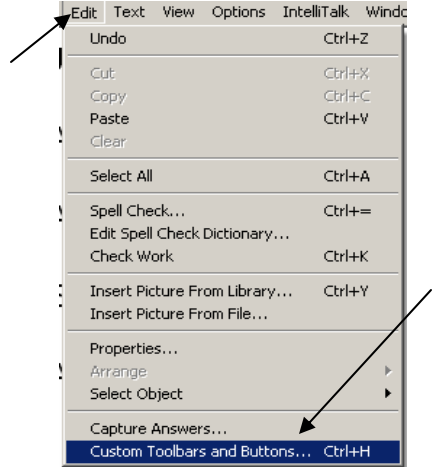 Edit Text View Options IntelliTalk
Undo Ctrl+Z
Cut Ctrl+X
Copy Ctrl+C
Paste Ctrl+V
Clear
Select All Ctrl+A
Spell Check... Ctrl+=
Edit Spell Check Dictionary...
Check Work Ctrl+K
Insert Picture From Library... Ctrl+Y
Insert Picture From File...
Properties...
Arrange
Select Object
Capture Answers...
Custom Toolbars and Buttons... Ctrl+H